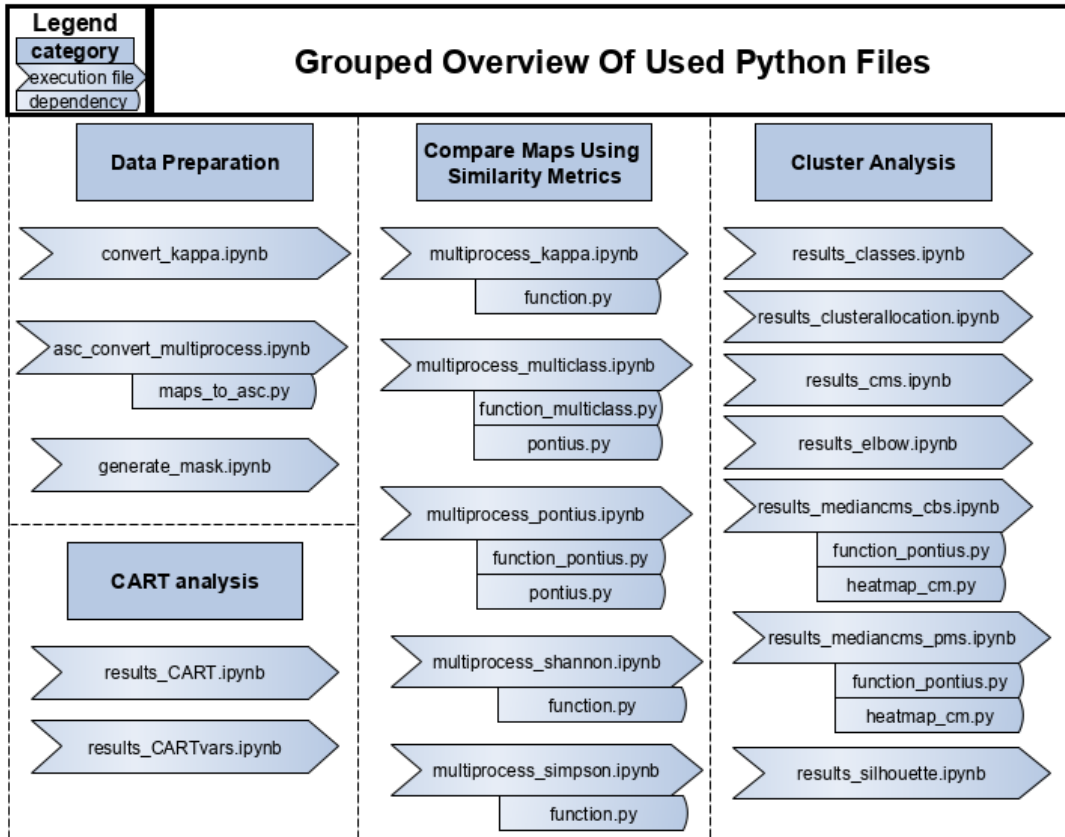 Legend
category
execution file
dependency
Grouped Overview Of Used Python Files
Data Preparation
convert_kappa.ipynb
asc_convert_multiprocess.ipynb
maps_to_asc.py
generate_mask.ipynb
CART analysis
results_CART.ipynb
results_CARTvars.ipynb
Compare Maps Using
Similarity Metrics
multiprocess_kappa.ipynb
function.py
multiprocess_multiclass.ipynb
function_multiclass.py
pontius.py
multiprocess_pontius.ipynb
function_pontius.py
pontius.py
multiprocess_shannon.ipynb
function.py
multiprocess_simpson.ipynb
function.py
Cluster Analysis
results_classes.ipynb
results_clusterallocation.ipynb
results_cms.ipynb
results_elbow.ipynb
results_mediancms_cbs.ipynb
function_pontius.py
heatmap_cm.py
results_mediancms_pms.ipynb
function_pontius.py
heatmap_cm.py
results_silhouette.ipynb